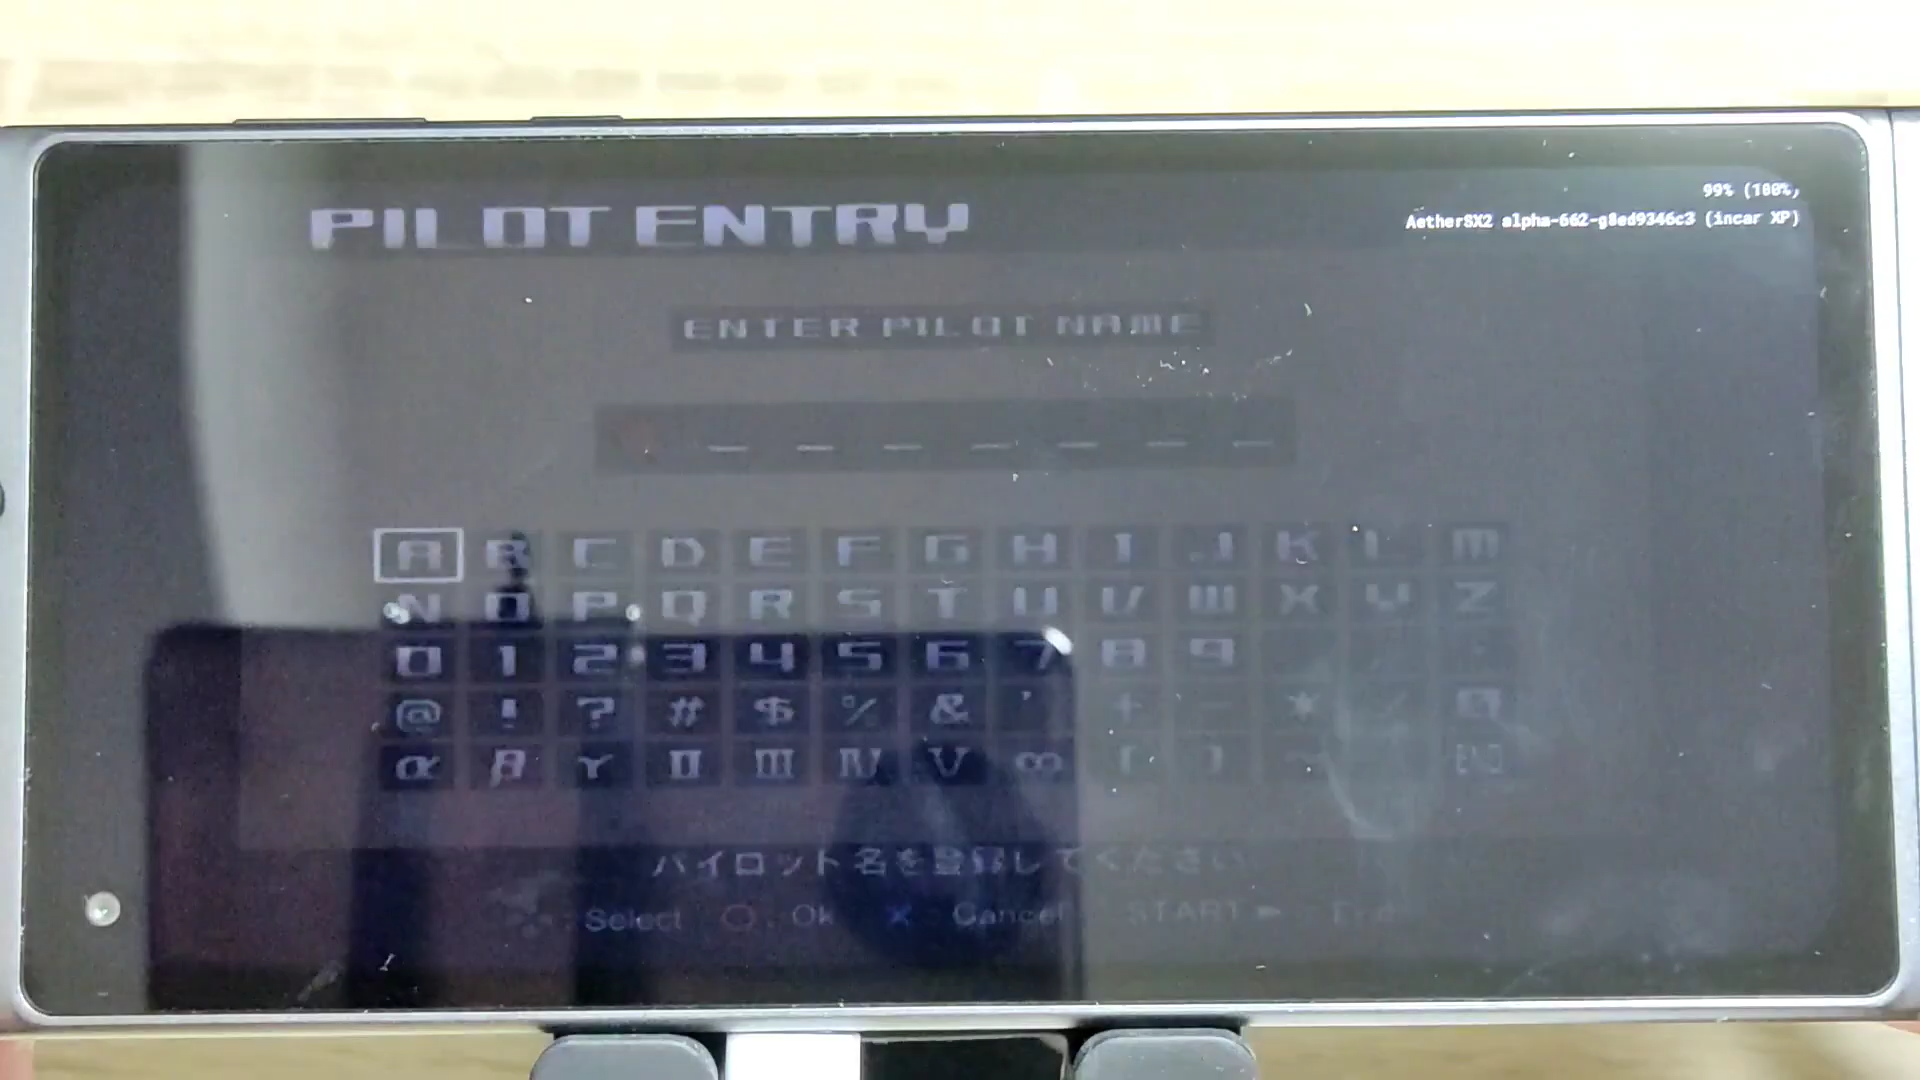 99% (100%,
AetherSX2 alpha-662-g8ed9346c3 (incar XP)
PILOT ENTRY
ENTER PILOT NAME
A B C D E F G H I J K L M
N O P Q R S T U V W X Y Z
0 1 2 3 4 5 6 7 8 9
@ ! ? # $ % & ' + - * /
α β γ II III IV V ∞ ( ) ~
パイロット名を登録してください
: Select ○ : Ok × : Cancel START : End